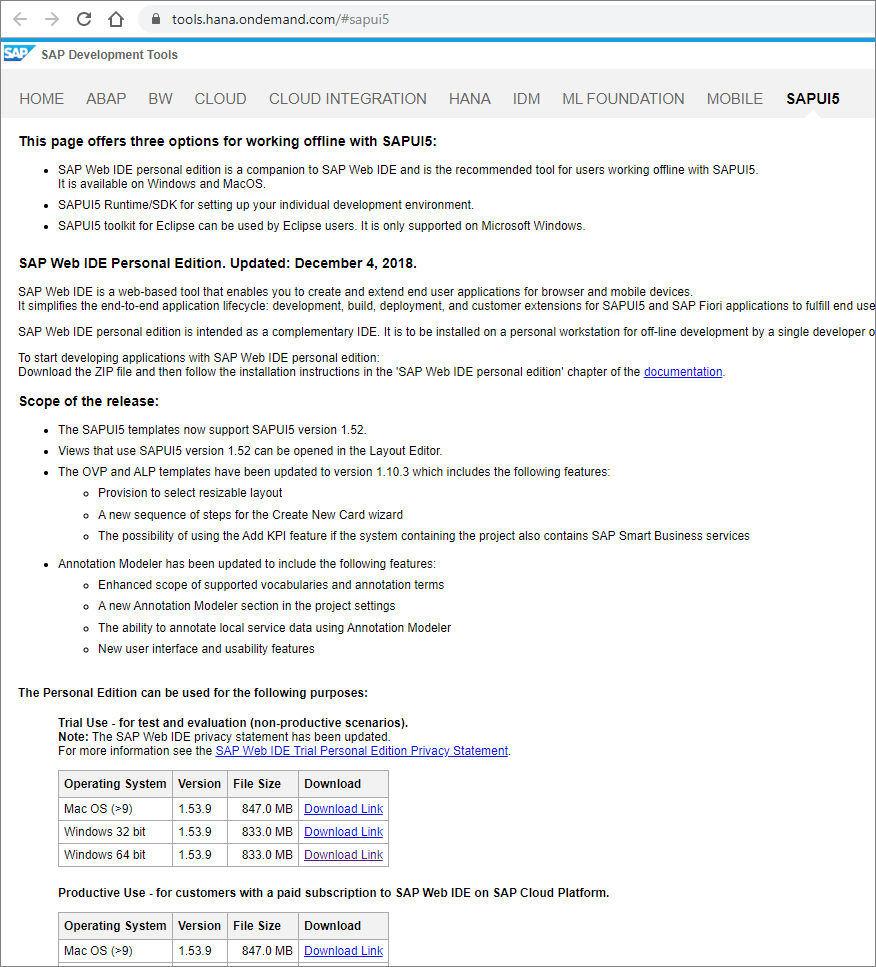 tools.hana.ondemand.com/#sapui5
SAP SAP Development Tools
HOME ABAP BW CLOUD CLOUD INTEGRATION HANA IDM ML FOUNDATION MOBILE SAPUI5
This page offers three options for working offline with SAPUI5:
• SAP Web IDE personal edition is a companion to SAP Web IDE and is the recommended tool for users working offline with SAPUI5.
It is available on Windows and MacOS.
• SAPUI5 Runtime/SDK for setting up your individual development environment.
• SAPUI5 toolkit for Eclipse can be used by Eclipse users. It is only supported on Microsoft Windows.
SAP Web IDE Personal Edition. Updated: December 4, 2018.
SAP Web IDE is a web-based tool that enables you to create and extend end user applications for browser and mobile devices.
It simplifies the end-to-end application lifecycle: development, build, deployment, and customer extensions for SAPUI5 and SAP Fiori applications to fulfill end use
SAP Web IDE personal edition is intended as a complementary IDE. It is to be installed on a personal workstation for off-line development by a single developer o
To start developing applications with SAP Web IDE personal edition:
Download the ZIP file and then follow the installation instructions in the 'SAP Web IDE personal edition' chapter of the documentation.
Scope of the release:
• The SAPUI5 templates now support SAPUI5 version 1.52.
• Views that use SAPUI5 version 1.52 can be opened in the Layout Editor.
• The OVP and ALP templates have been updated to version 1.10.3 which includes the following features:
◦ Provision to select resizable layout
◦ A new sequence of steps for the Create New Card wizard
◦ The possibility of using the Add KPI feature if the system containing the project also contains SAP Smart Business services
• Annotation Modeler has been updated to include the following features:
◦ Enhanced scope of supported vocabularies and annotation terms
◦ A new Annotation Modeler section in the project settings
◦ The ability to annotate local service data using Annotation Modeler
◦ New user interface and usability features
The Personal Edition can be used for the following purposes:
Trial Use - for test and evaluation (non-productive scenarios).
Note: The SAP Web IDE privacy statement has been updated.
For more information see the SAP Web IDE Trial Personal Edition Privacy Statement.
Operating System Version File Size Download
Mac OS (>9) 1.53.9 847.0 MB Download Link
Windows 32 bit 1.53.9 833.0 MB Download Link
Windows 64 bit 1.53.9 833.0 MB Download Link
Productive Use - for customers with a paid subscription to SAP Web IDE on SAP Cloud Platform.
Operating System Version File Size Download
Mac OS (>9) 1.53.9 847.0 MB Download Link